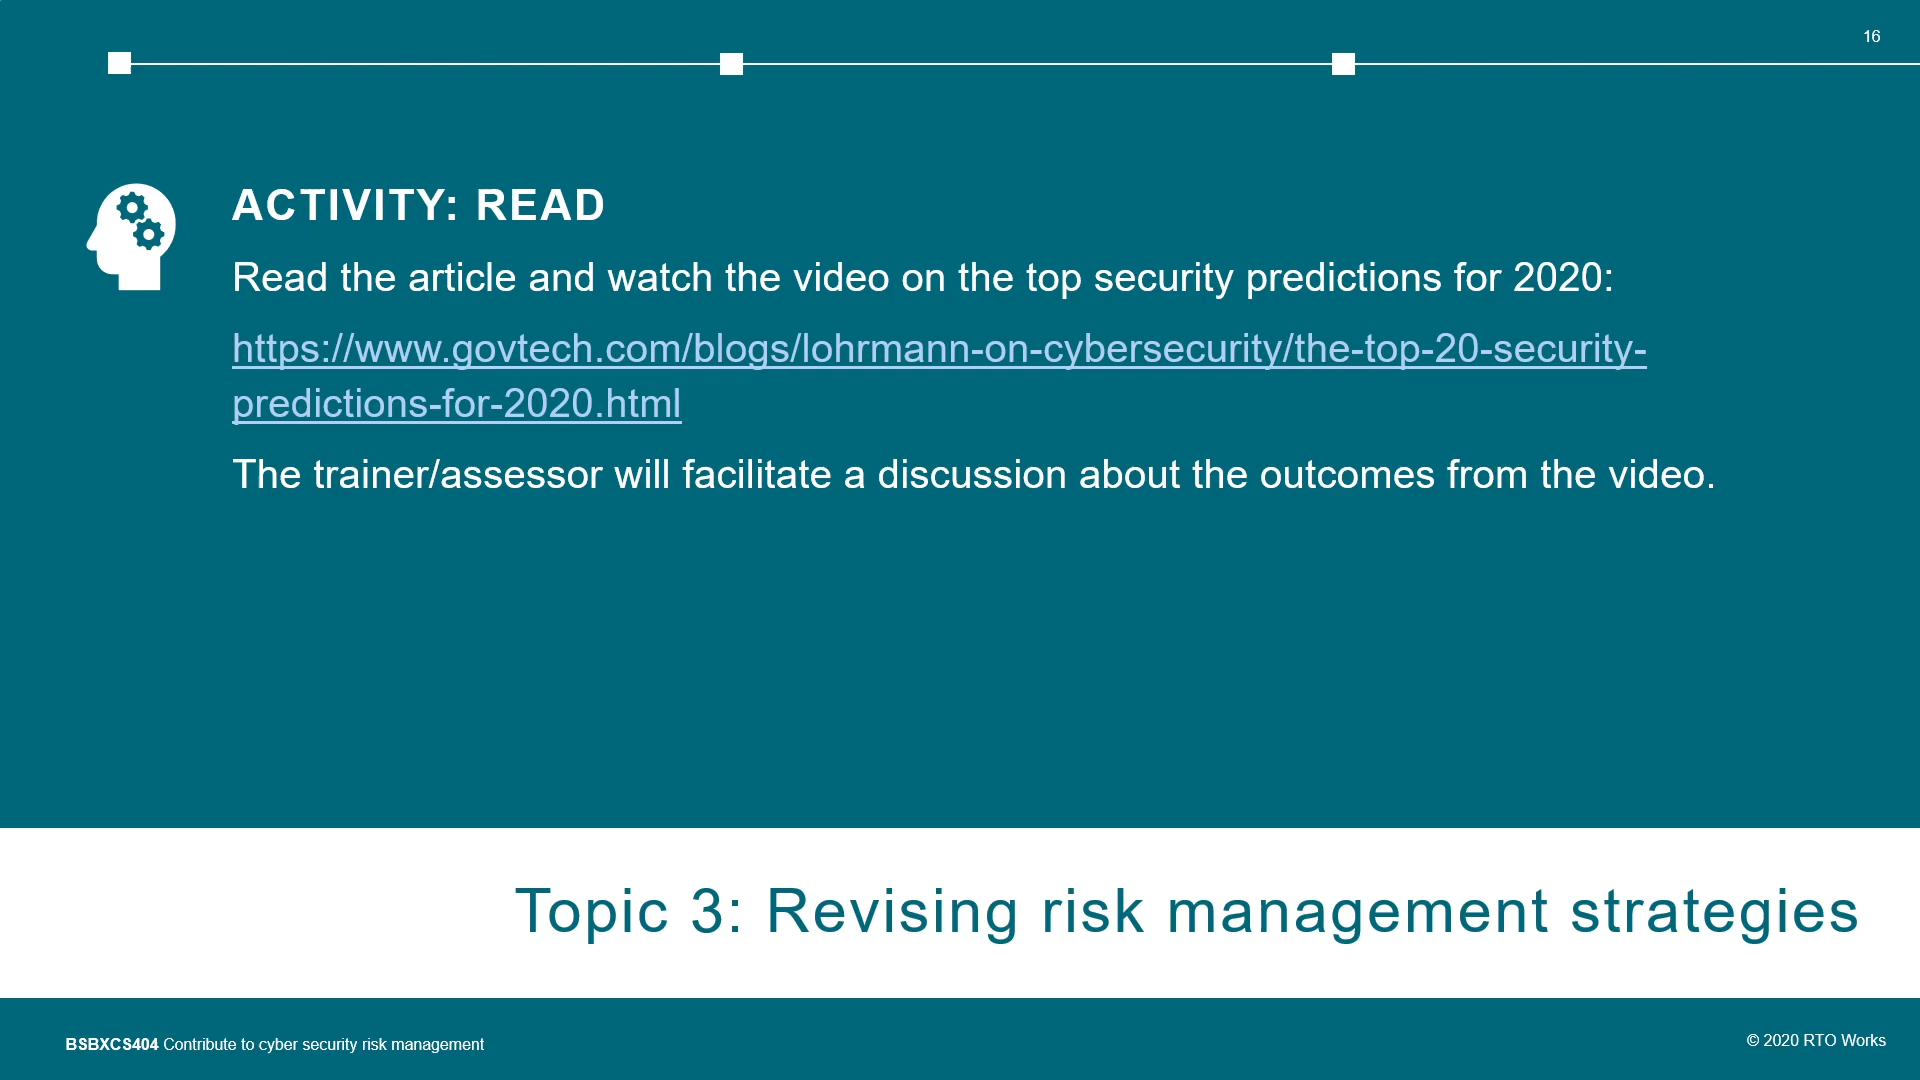 16
ACTIVITY: READ
Read the article and watch the video on the top security predictions for 2020:
https://www.govtech.com/blogs/lohrmann-on-cybersecurity/the-top-20-security-
predictions-for-2020.html
The trainer/assessor will facilitate a discussion about the outcomes from the video.
Topic 3: Revising risk management strategies
BSBXCS404 Contribute to cyber security risk management
© 2020 RTO Works